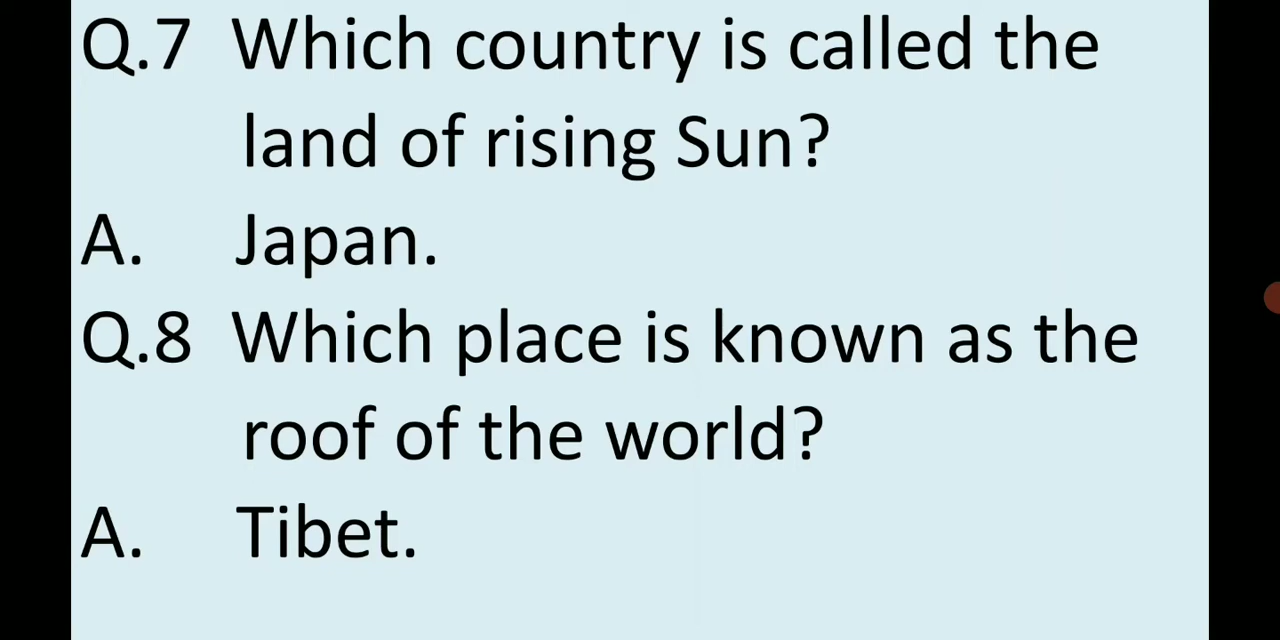 Q.7 Which country is called the
land of rising Sun?
A. Japan.
Q.8 Which place is known as the
roof of the world?
A. Tibet.